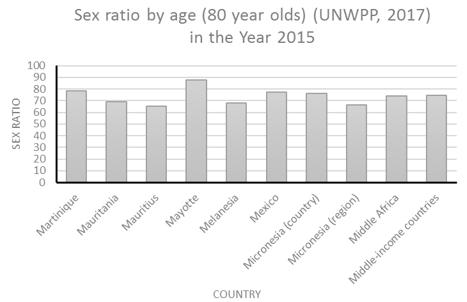 Sex ratio by age (80 year olds) (UNWPP, 2017)
in the Year 2015
SEX RATIO
100
90
80
70
60
50
40
30
20
10
0
Martinique
Mauritania
Mauritius
Mayotte
Melanesia
Mexico
Micronesia (country)
Micronesia (region)
Middle Africa
Middle-income countries
COUNTRY